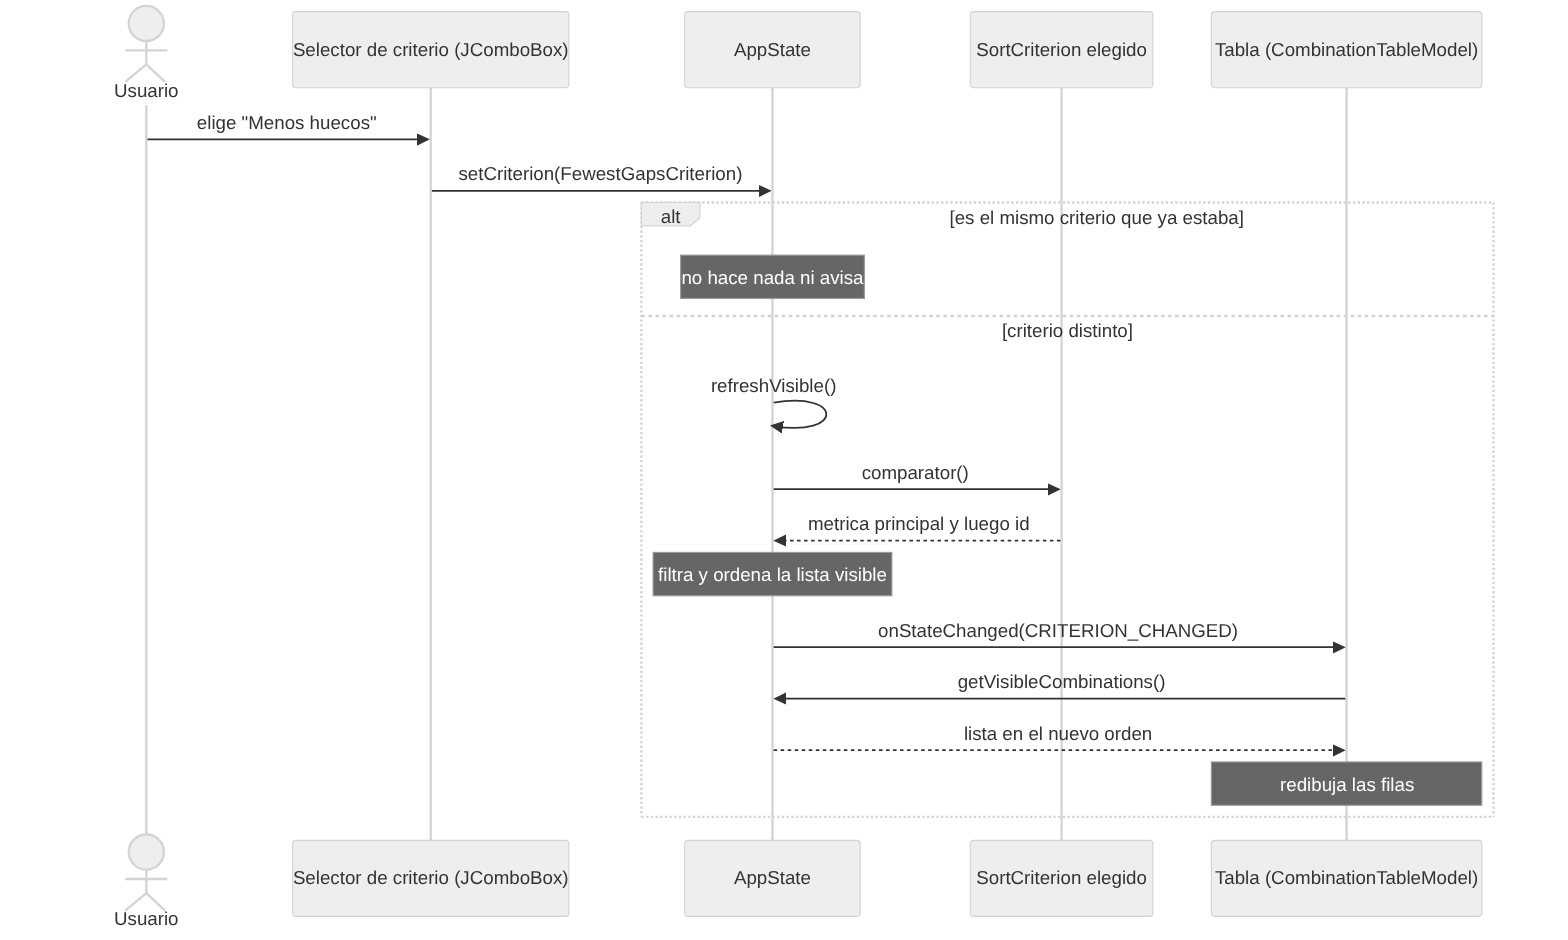 Usuario
Selector de criterio (JComboBox)
AppState
SortCriterion elegido
Tabla (CombinationTableModel)
elige "Menos huecos"
setCriterion(FewestGapsCriterion)
alt
[es el mismo criterio que ya estaba]
no hace nada ni avisa
[criterio distinto]
refreshVisible()
comparator()
metrica principal y luego id
filtra y ordena la lista visible
onStateChanged(CRITERION_CHANGED)
getVisibleCombinations()
lista en el nuevo orden
redibuja las filas
Usuario
Selector de criterio (JComboBox)
AppState
SortCriterion elegido
Tabla (CombinationTableModel)